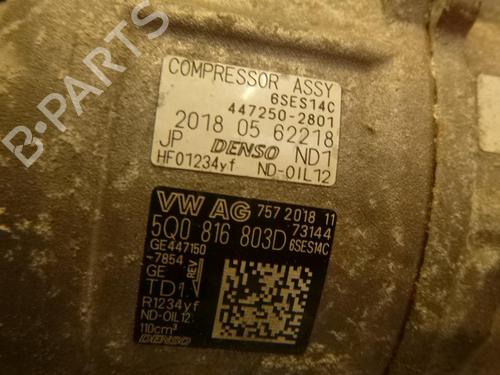 COMPRESSOR ASSY
6SES14C
447250-2801
2018 05 62218
JP DENSO ND1
HF01234yf ND-OIL12
VW AG 757 2018 11
73144
5Q0 816 803D 6SES14C
GE447150
-7854
GE REV
TD1
R1234yf
ND-OIL12
110cm³
DENSO